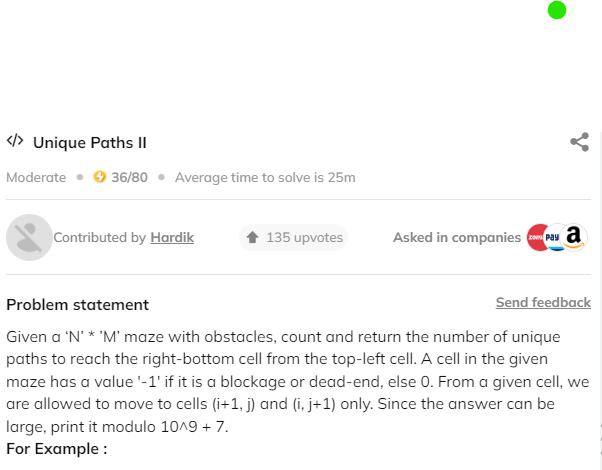 </> Unique Paths II
Moderate • 36/80 • Average time to solve is 25m
Contributed by Hardik 135 upvotes Asked in companies
Problem statement Send feedback
Given a ‘N’ * ’M’ maze with obstacles, count and return the number of unique
paths to reach the right-bottom cell from the top-left cell. A cell in the given
maze has a value '-1' if it is a blockage or dead-end, else 0. From a given cell, we
are allowed to move to cells (i+1, j) and (i, j+1) only. Since the answer can be
large, print it modulo 10^9 + 7.
For Example :